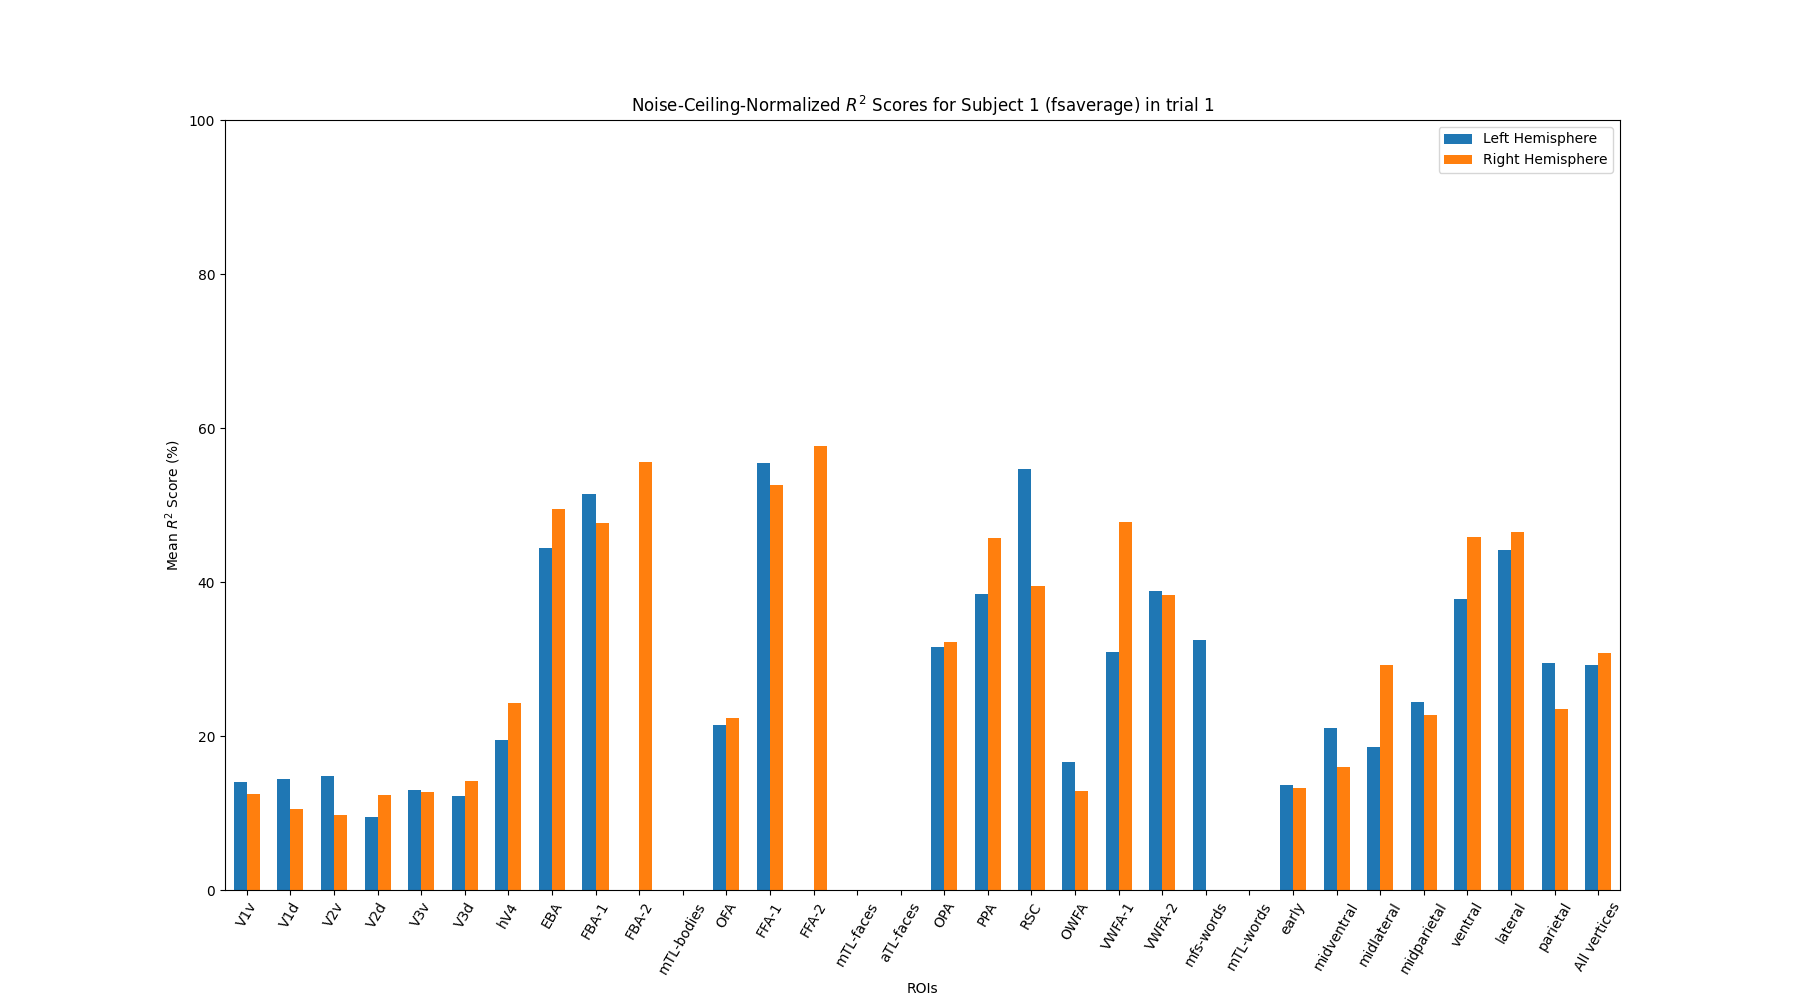 Noise-Ceiling-Normalized R² Scores for Subject 1 (fsaverage) in trial 1
Left Hemisphere
Right Hemisphere
Mean R² Score (%)
100
80
60
40
20
0
V1v
V1d
V2v
V2d
V3v
V3d
hV4
EBA
FBA-1
FBA-2
mTL-bodies
OFA
FFA-1
FFA-2
mTL-faces
aTL-faces
OPA
PPA
RSC
OWFA
VWFA-1
VWFA-2
mfs-words
mTL-words
early
midventral
midlateral
midparietal
ventral
lateral
parietal
All vertices
ROIs